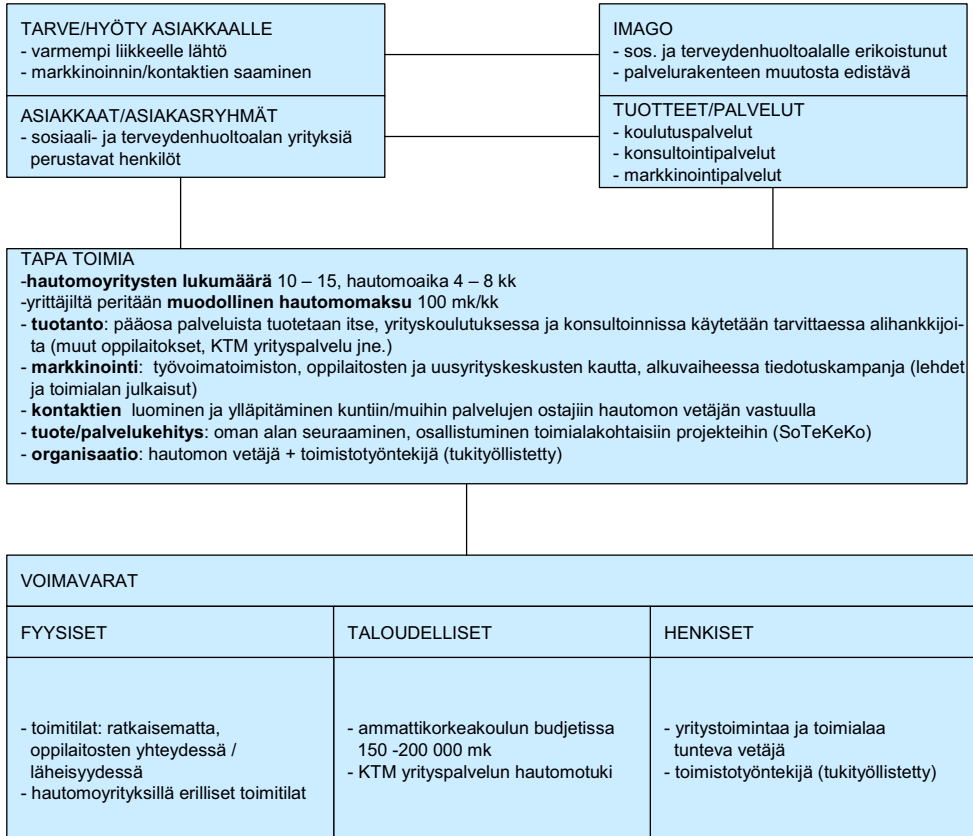 TARVE/HYÖTY ASIAKKAALLE
- varmempi liikkeelle lähtö
- markkinoinnin/kontaktien saaminen
ASIAKKAAT/ASIAKASRYHMÄT
- sosiaali- ja terveydenhuoltoalan yrityksiä
perustavat henkilöt
IMAGO
- sos. ja terveydenhuoltoalalle erikoistunut
- palvelurakenteen muutosta edistävä
TUOTTEET/PALVELUT
- koulutuspalvelut
- konsultointipalvelut
- markkinointipalvelut
TAPA TOIMIA
-hautomoyritysten lukumäärä 10 – 15, hautomoaika 4 – 8 kk
-yrittäjiltä peritään muodollinen hautomomaksu 100 mk/kk
- tuotanto: pääosa palveluista tuotetaan itse, yrityskoulutuksessa ja konsultoinnissa käytetään tarvittaessa alihankkijoi-
ta (muut oppilaitokset, KTM yrityspalvelu jne.)
- markkinointi: työvoimatoimiston, oppilaitosten ja uusyrityskeskusten kautta, alkuvaiheessa tiedotuskampanja (lehdet
ja toimialan julkaisut)
- kontaktien luominen ja ylläpitäminen kuntiin/muihin palvelujen ostajiin hautomon vetäjän vastuulla
- tuote/palvelukehitys: oman alan seuraaminen, osallistuminen toimialakohtaisiin projekteihin (SoTeKeKo)
- organisaatio: hautomon vetäjä + toimistotyöntekijä (tukityöllistetty)
VOIMAVARAT
FYYSISET
- toimitilat: ratkaisematta,
oppilaitosten yhteydessä /
läheisyydessä
- hautomoyrityksillä erilliset toimitilat
TALOUDELLISET
- ammattikorkeakoulun budjetissa
150 -200 000 mk
- KTM yrityspalvelun hautomotuki
HENKISET
- yritystoimintaa ja toimialaa
tunteva vetäjä
- toimistotyöntekijä (tukityöllistetty)